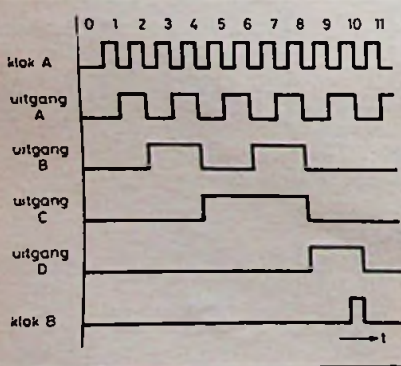 0 1 2 3 4 5 6 7 8 9 10 11
klok A
uitgang
A
uitgang
B
uitgang
C
uitgang
D
klok B
t